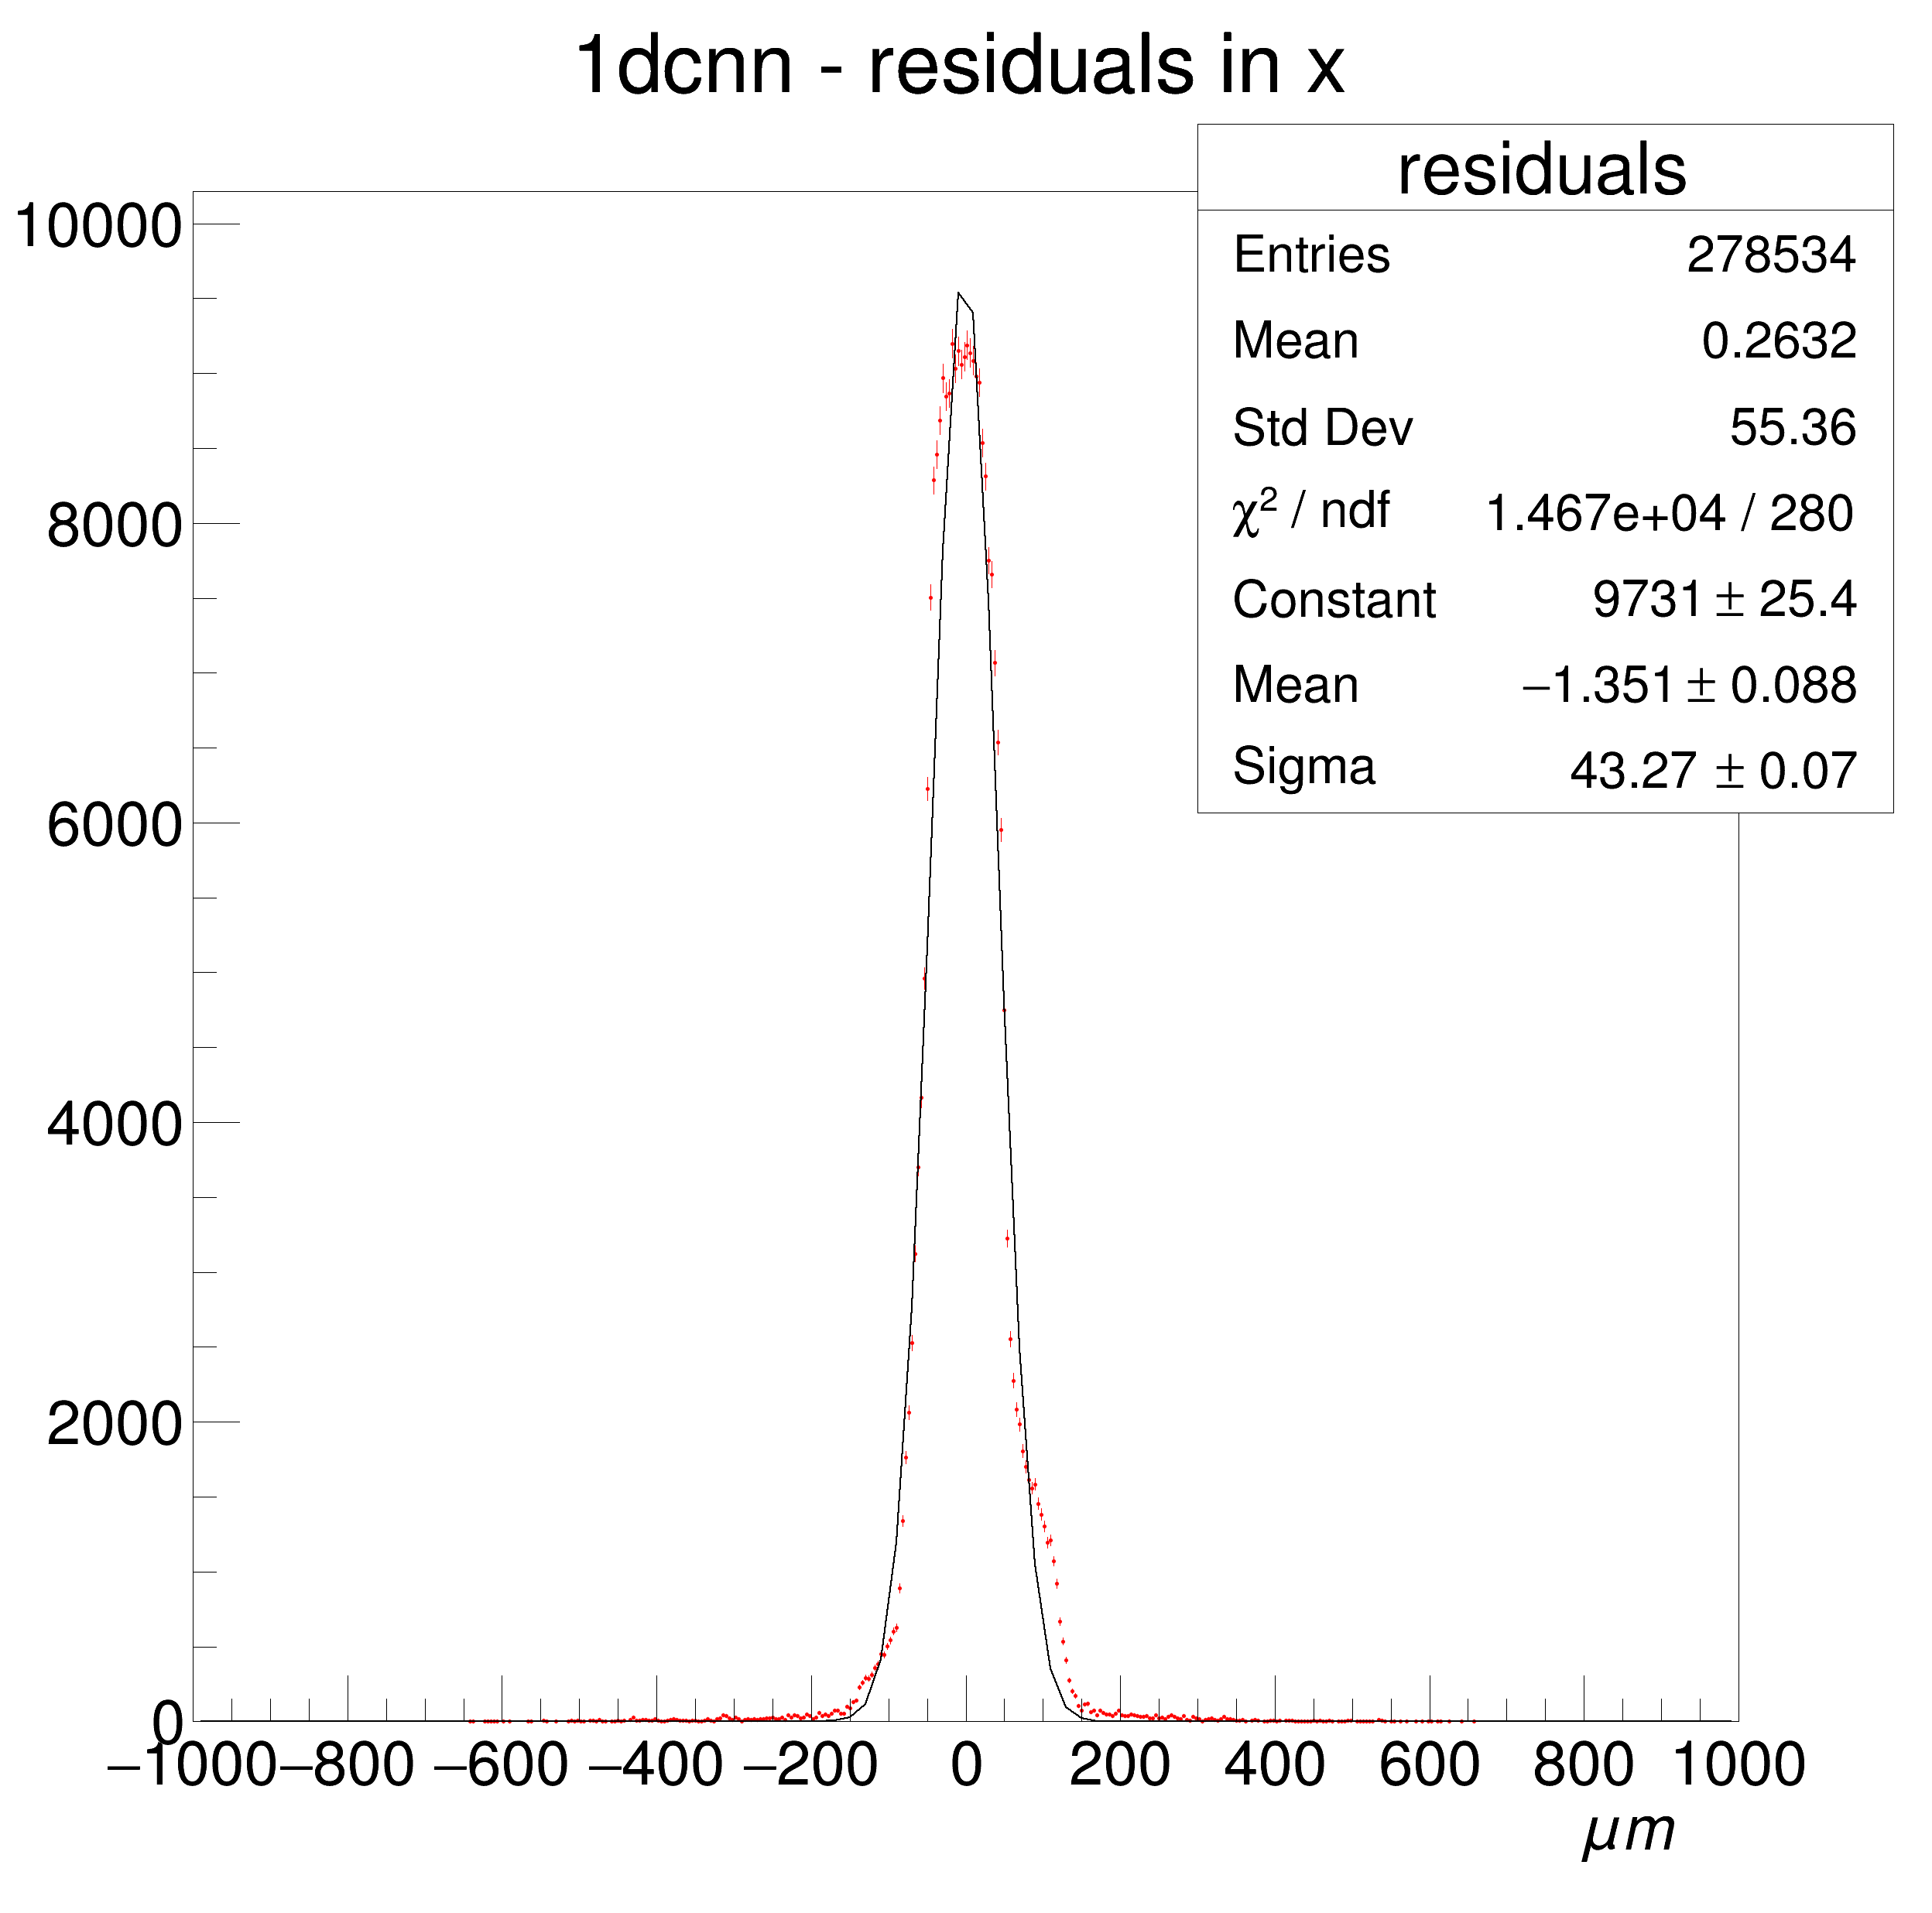 1dcnn - residuals in x
residuals
Entries 278534
Mean 0.2632
Std Dev 55.36
χ² / ndf 1.467e+04 / 280
Constant 9731 ± 25.4
Mean −1.351 ± 0.088
Sigma 43.27 ± 0.07
10000
8000
6000
4000
2000
0
−1000 −800 −600 −400 −200 0 200 400 600 800 1000
μm